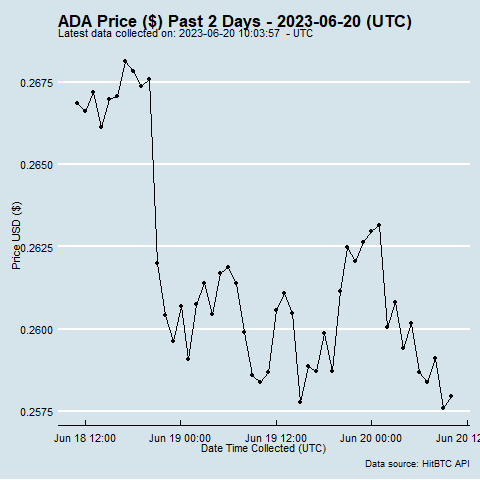 ADA Price ($) Past 2 Days - 2023-06-20 (UTC)
Latest data collected on: 2023-06-20 10:03:57 - UTC
0.2675
0.2650
0.2625
0.2600
0.2575
Price USD ($)
Jun 18 12:00 Jun 19 00:00 Jun 19 12:00 Jun 20 00:00 Jun 20 12
Date Time Collected (UTC)
Data source: HitBTC API